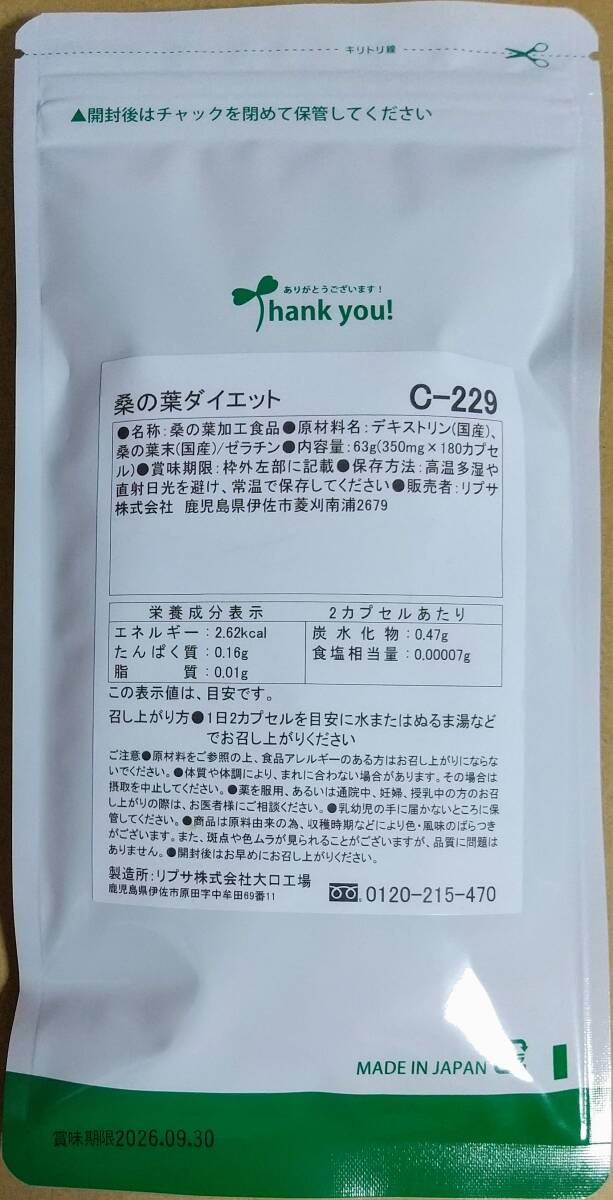 キリトリ線
▲開封後はチャックを閉めて保管してください
ありがとうございます!
Thank you!
桑の葉ダイエット C-229
●名称:桑の葉加工食品●原材料名:デキストリン(国産)、
桑の葉末(国産)/ゼラチン●内容量:63g(350mg×180カプセ
ル)●賞味期限:枠外左部に記載●保存方法:高温多湿や
直射日光を避け、常温で保存してください●販売者:リプサ
株式会社 鹿児島県伊佐市菱刈南浦2679
栄養成分表示 2カプセルあたり
エネルギー:2.62kcal 炭水化物:0.47g
たんぱく質:0.16g 食塩相当量:0.00007g
脂質:0.01g
この表示値は、目安です。
召し上がり方●1日2カプセルを目安に水またはぬるま湯など
でお召し上がりください
ご注意●原材料をご参照の上、食品アレルギーのある方はお召し上がりにならな
いでください。●体質や体調により、まれに合わない場合があります。その場合は
摂取を中止してください。●薬を服用、あるいは通院中、妊婦、授乳中の方のお召
し上がりの際は、お医者様にご相談ください。●乳幼児の手に届かないところに保
管してください。●商品は原料由来の為、収穫時期などにより色・風味のばらつき
がございます。また、斑点や色ムラが見られることがございますが、品質に問題は
ありません。●開封後はお早めにお召し上がりください。
製造所:リプサ株式会社大口工場
鹿児島県伊佐市原田字中牟田69番11 0120-215-470
MADE IN JAPAN
賞味期限2026.09.30